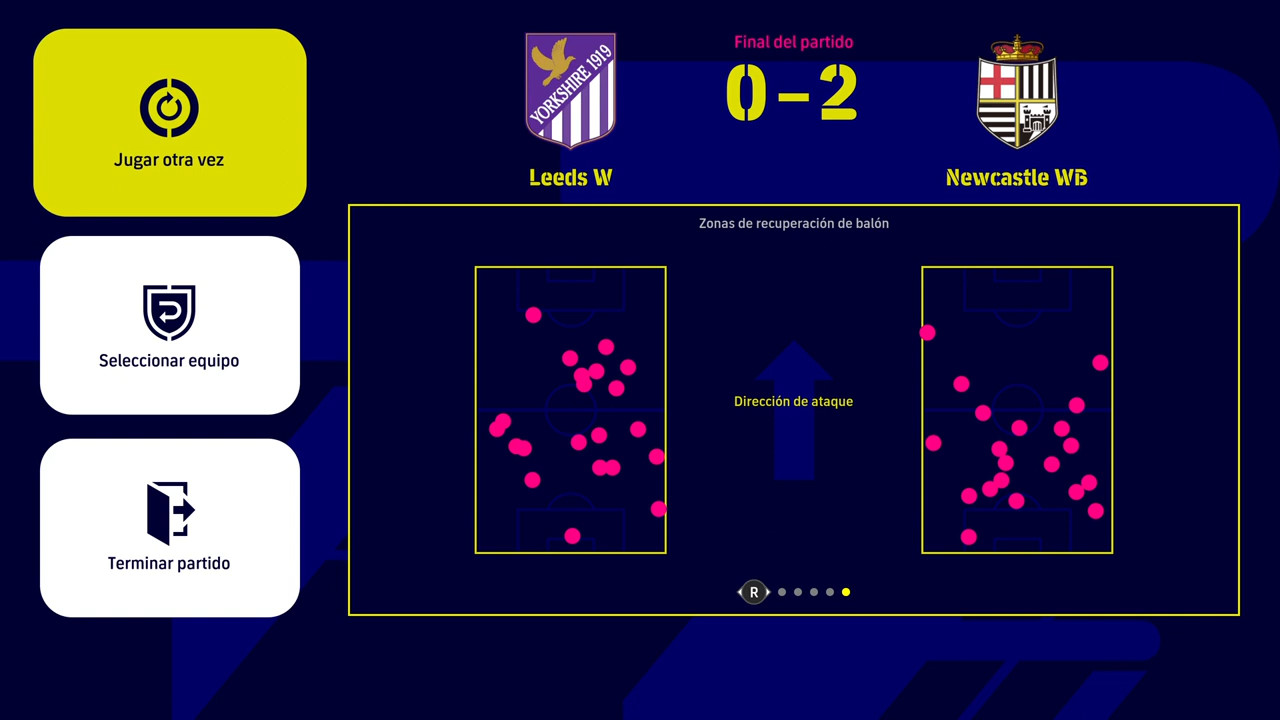 Jugar otra vez
Seleccionar equipo
Terminar partido
YORKSHIRE 1919
Final del partido
0-2
Leeds W
Newcastle WB
Zonas de recuperación de balón
Dirección de ataque
R